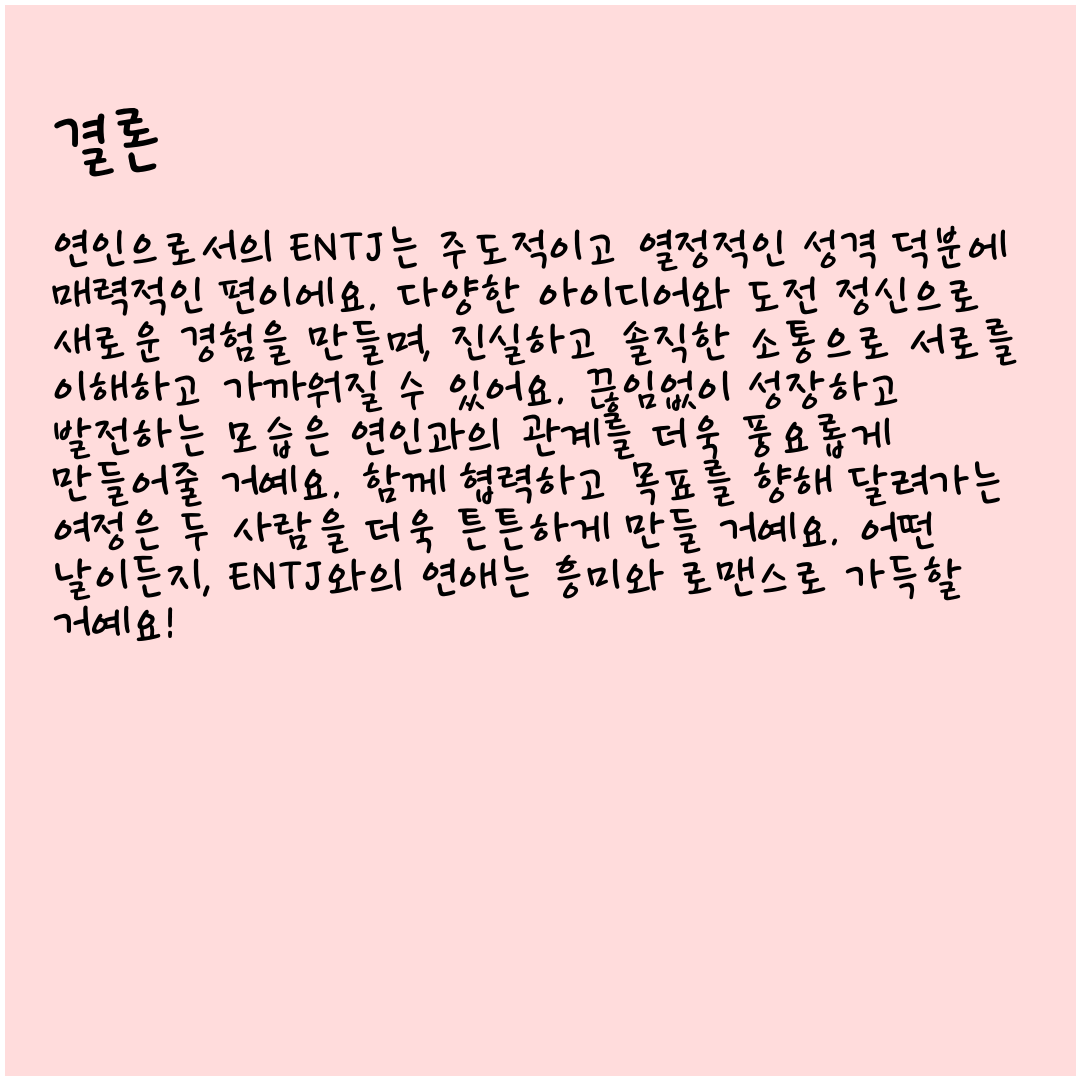 결론
연인으로서의 ENTJ는 주도적이고 열정적인 성격 덕분에
매력적인 편이에요. 다양한 아이디어와 도전 정신으로
새로운 경험을 만들며, 진실하고 솔직한 소통으로 서로를
이해하고 가까워질 수 있어요. 끊임없이 성장하고
발전하는 모습은 연인과의 관계를 더욱 풍요롭게
만들어줄 거예요. 함께 협력하고 목표를 향해 달려가는
여정은 두 사람을 더욱 튼튼하게 만들 거예요. 어떤
날이든지, ENTJ와의 연애는 흥미와 로맨스로 가득할
거예요!